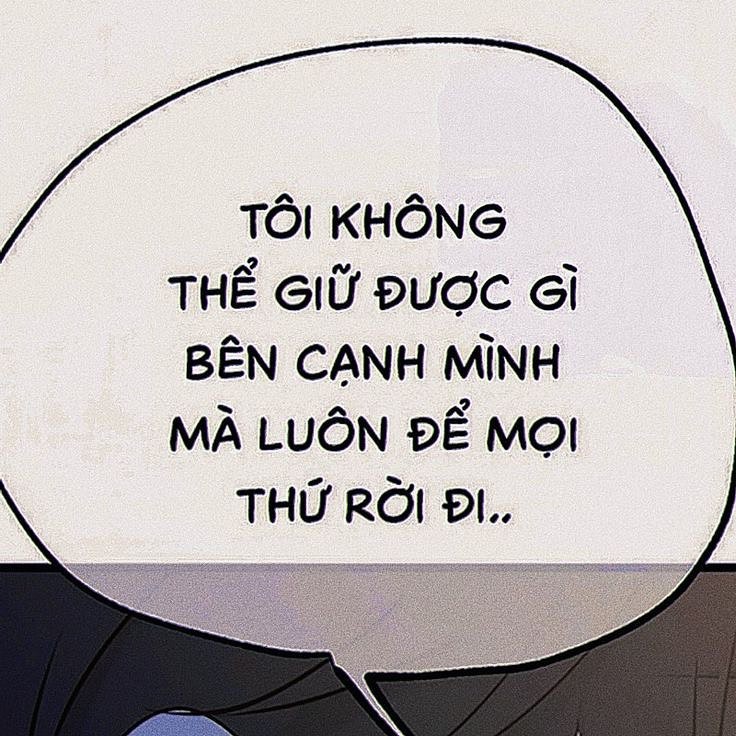 TÔI KHÔNG
THỂ GIỮ ĐƯỢC GÌ
BÊN CẠNH MÌNH
MÀ LUÔN ĐỂ MỌI
THỨ RỜI ĐI..